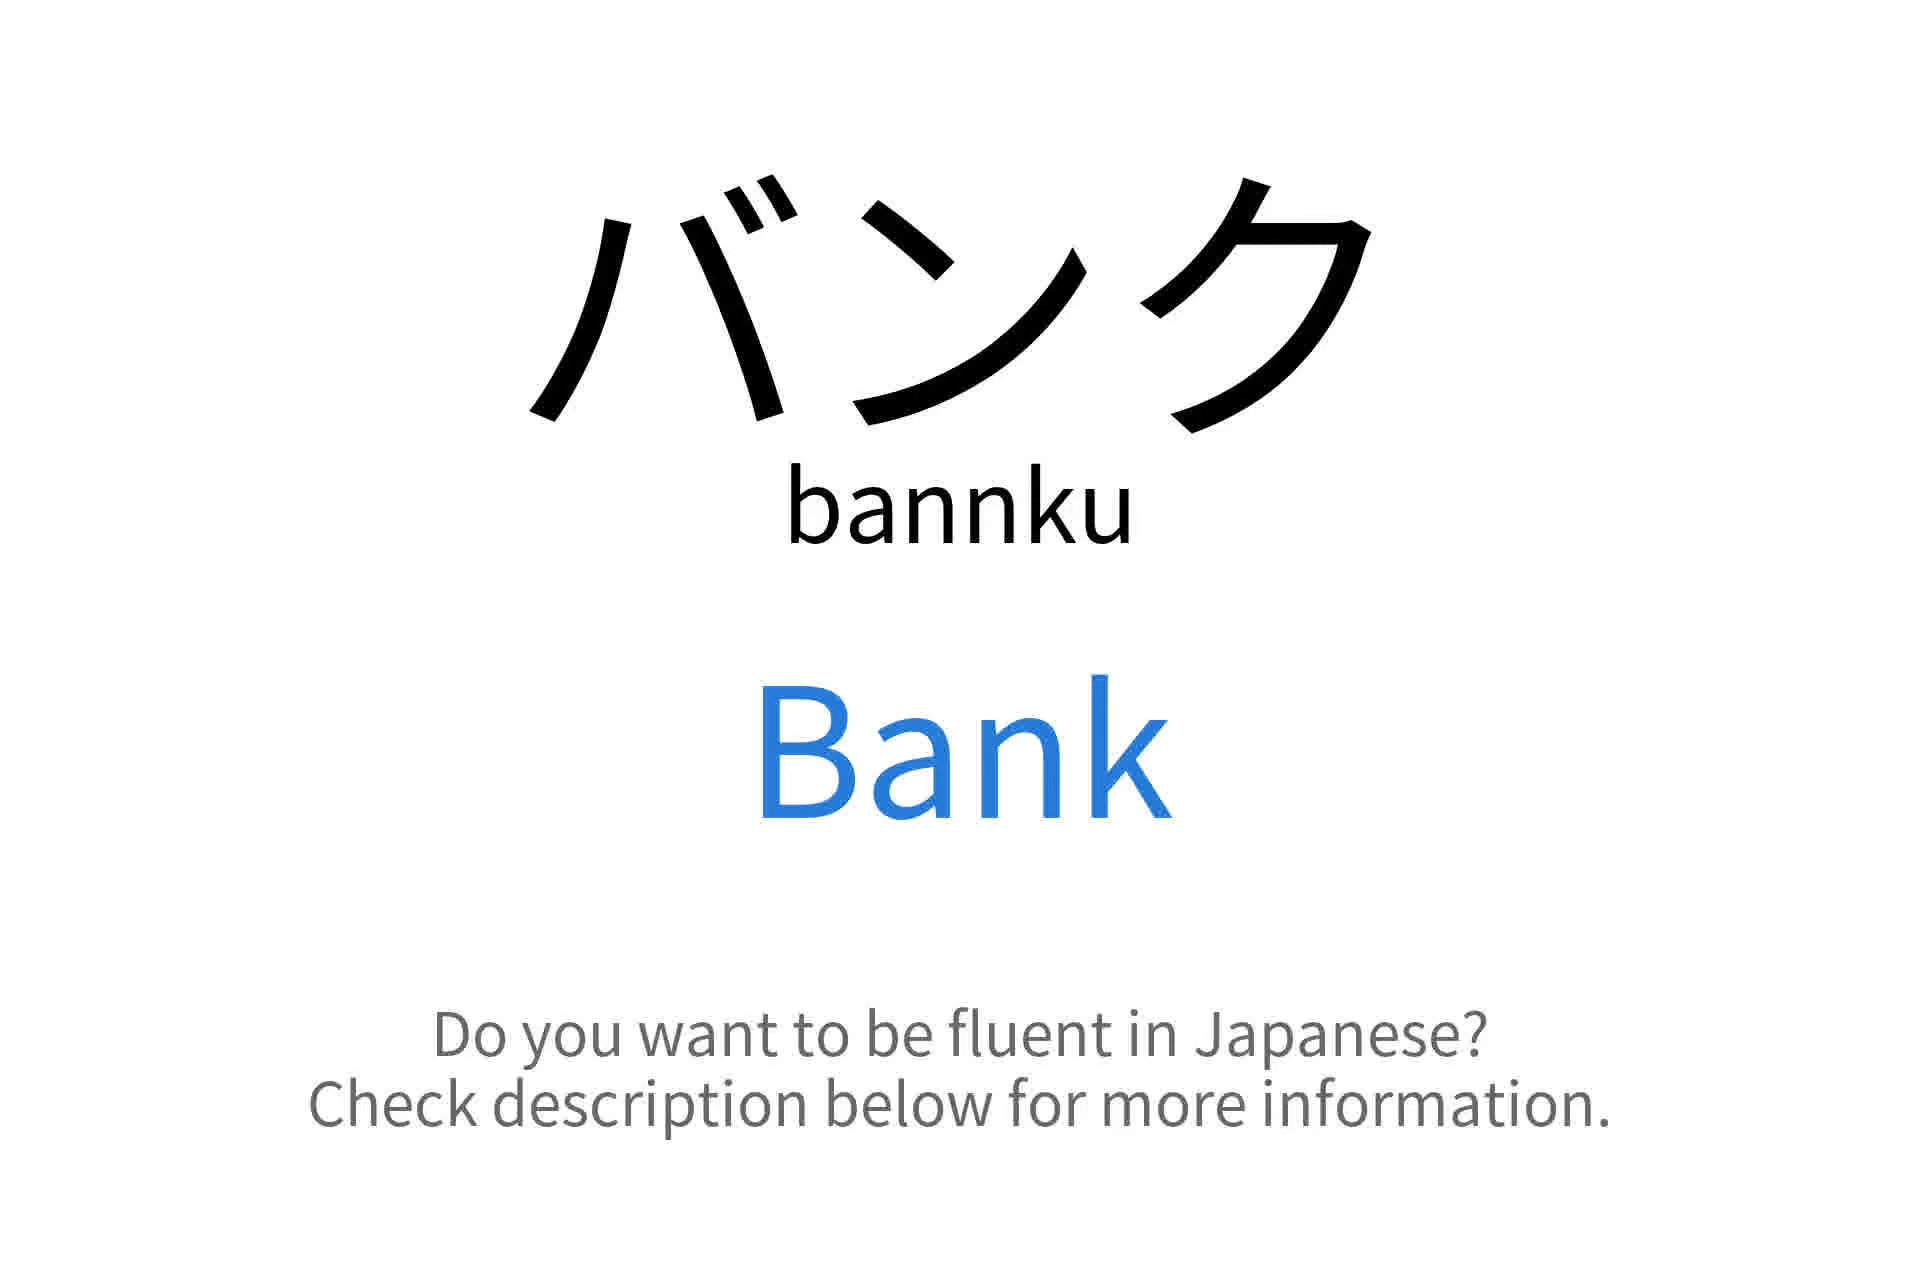 バンク
bannku
Bank
Do you want to be fluent in Japanese?
Check description below for more information.